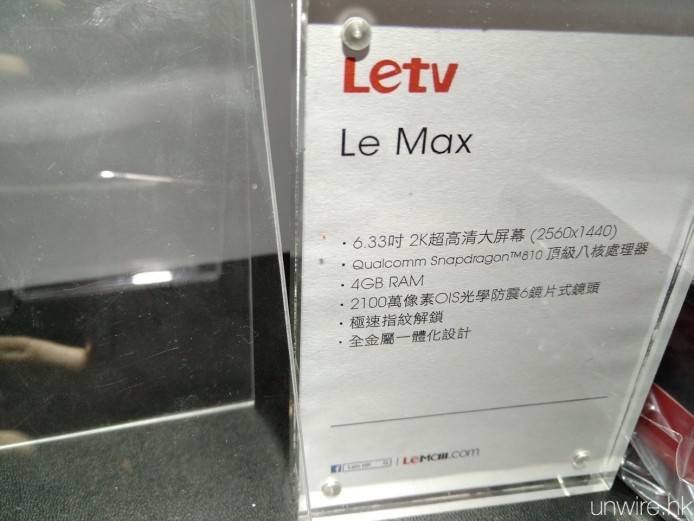 Letv
Le Max
· 6.33吋 2K超高清大屏幕 (2560x1440)
· Qualcomm Snapdragon™810 頂級八核處理器
· 4GB RAM
· 2100萬像素OIS光學防震6鏡片式鏡頭
· 極速指紋解鎖
· 全金屬一體化設計
f | LeMall.com
unwire.hk